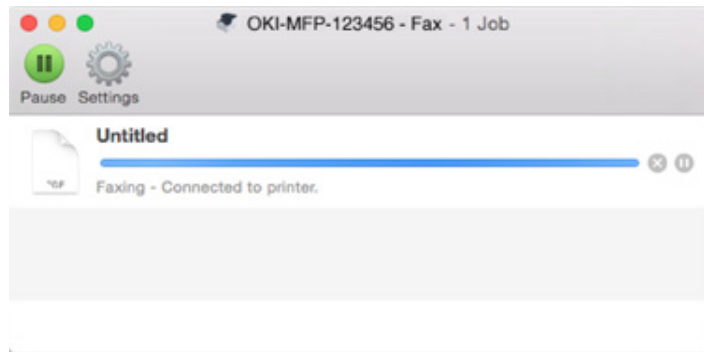 OKI-MFP-123456 - Fax - 1 Job
Pause Settings
Untitled
Faxing - Connected to printer.